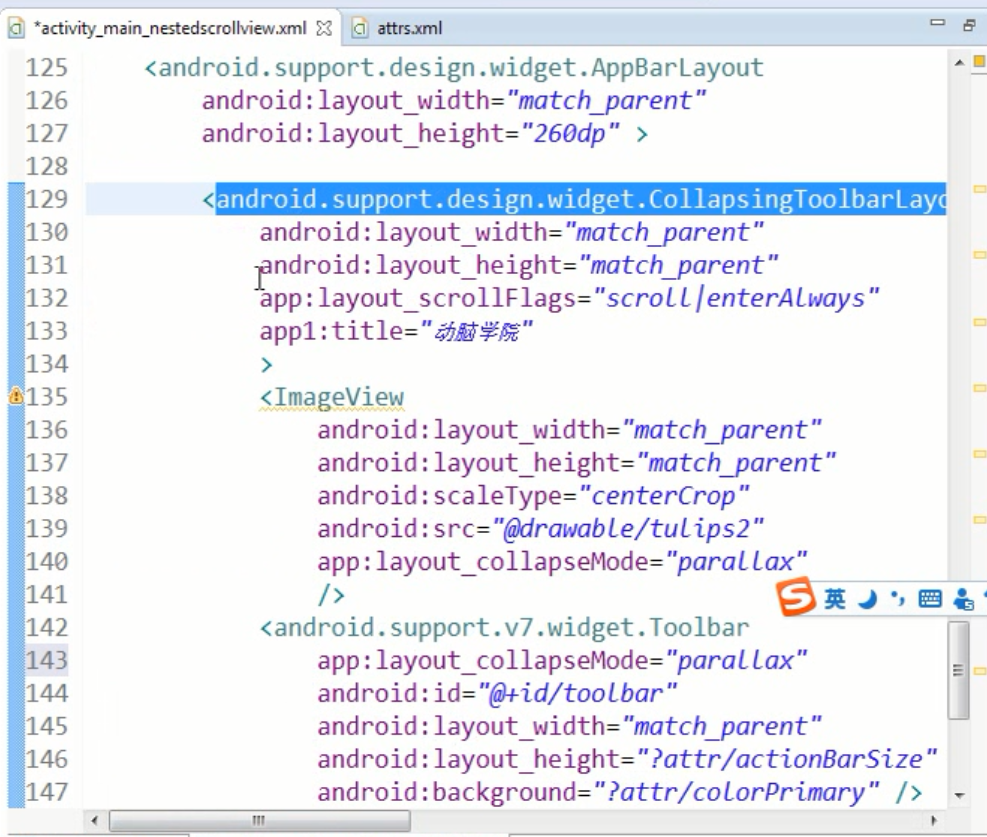 *activity_main_nestedscrollview.xml attrs.xml
125 <android.support.design.widget.AppBarLayout
126 android:layout_width="match_parent"
127 android:layout_height="260dp" >
128
129 <android.support.design.widget.CollapsingToolbarLayo
130 android:layout_width="match_parent"
131 android:layout_height="match_parent"
132 app:layout_scrollFlags="scroll|enterAlways"
133 app1:title="动脑学院"
134 >
135 <ImageView
136 android:layout_width="match_parent"
137 android:layout_height="match_parent"
138 android:scaleType="centerCrop"
139 android:src="@drawable/tulips2"
140 app:layout_collapseMode="parallax"
141 />
英
142 <android.support.v7.widget.Toolbar
143 app:layout_collapseMode="parallax"
144 android:id="@+id/toolbar"
145 android:layout_width="match_parent"
146 android:layout_height="?attr/actionBarSize"
147 android:background="?attr/colorPrimary" />